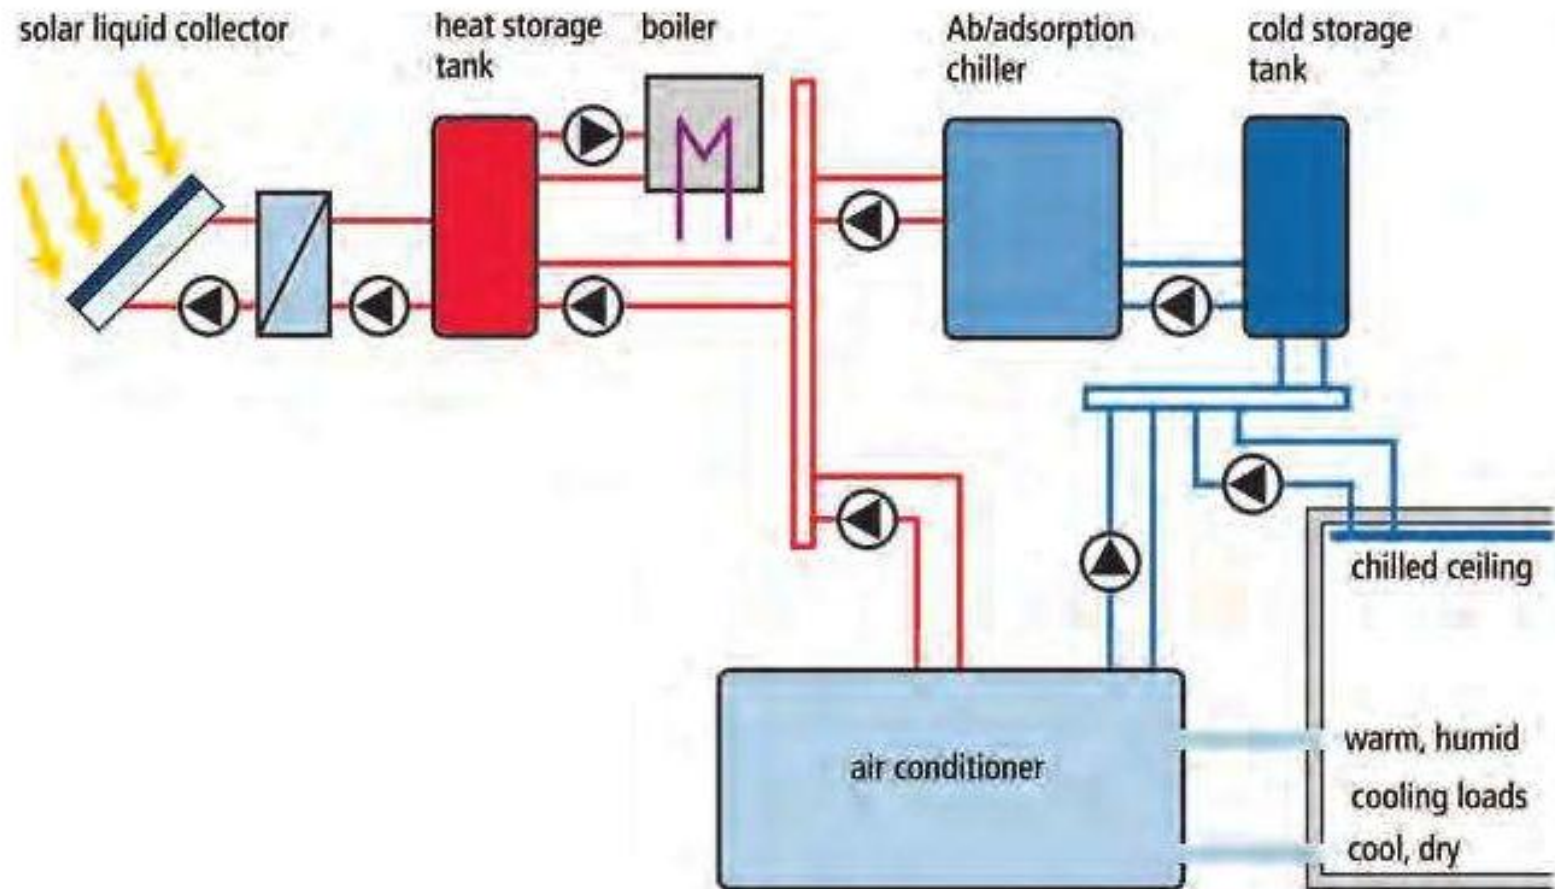 solar liquid collector
heat storage
tank
boiler
Ab/adsorption
chiller
cold storage
tank
chilled ceiling
air conditioner
warm, humid
cooling loads
cool, dry